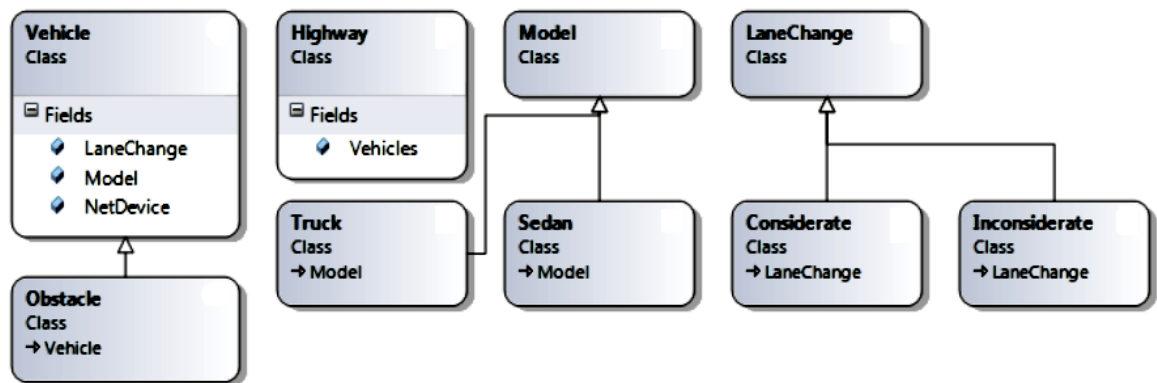 Vehicle
Class
Fields
LaneChange
Model
NetDevice
Obstacle
Class
→ Vehicle
Highway
Class
Fields
Vehicles
Truck
Class
→ Model
Model
Class
Sedan
Class
→ Model
LaneChange
Class
Considerate
Class
→ LaneChange
Inconsiderate
Class
→ LaneChange